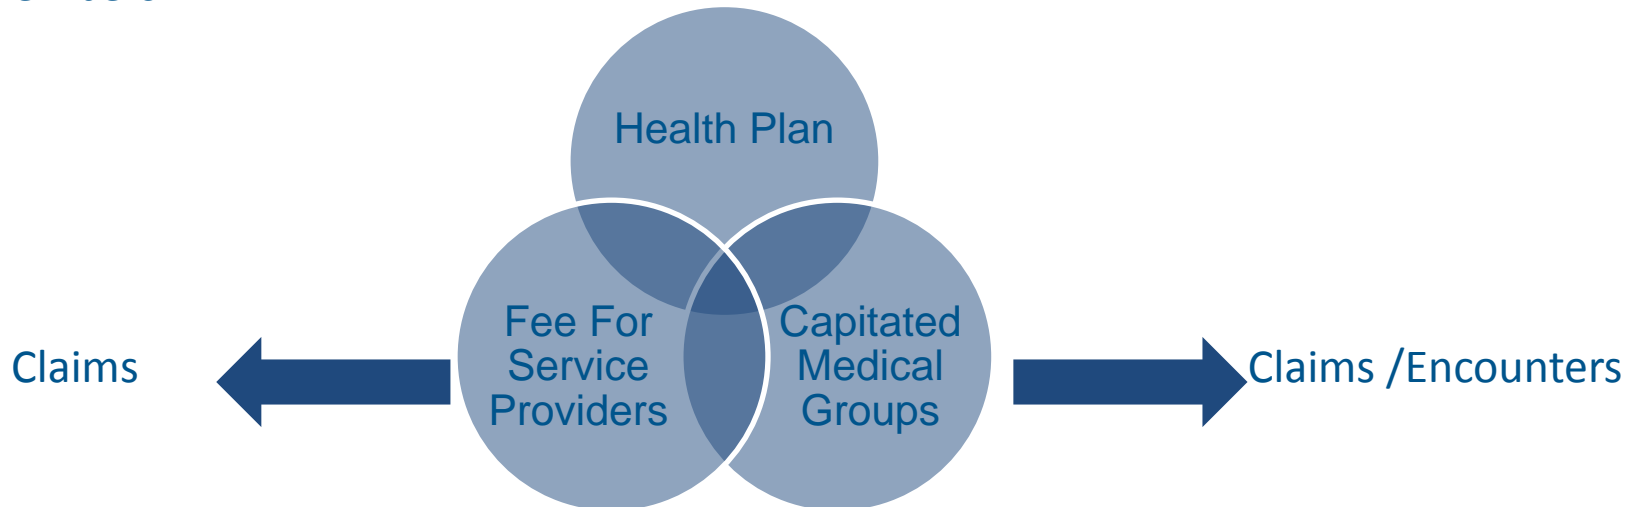 Health Plan
Fee For
Service
Providers
Capitated
Medical
Groups
Claims
Claims /Encounters